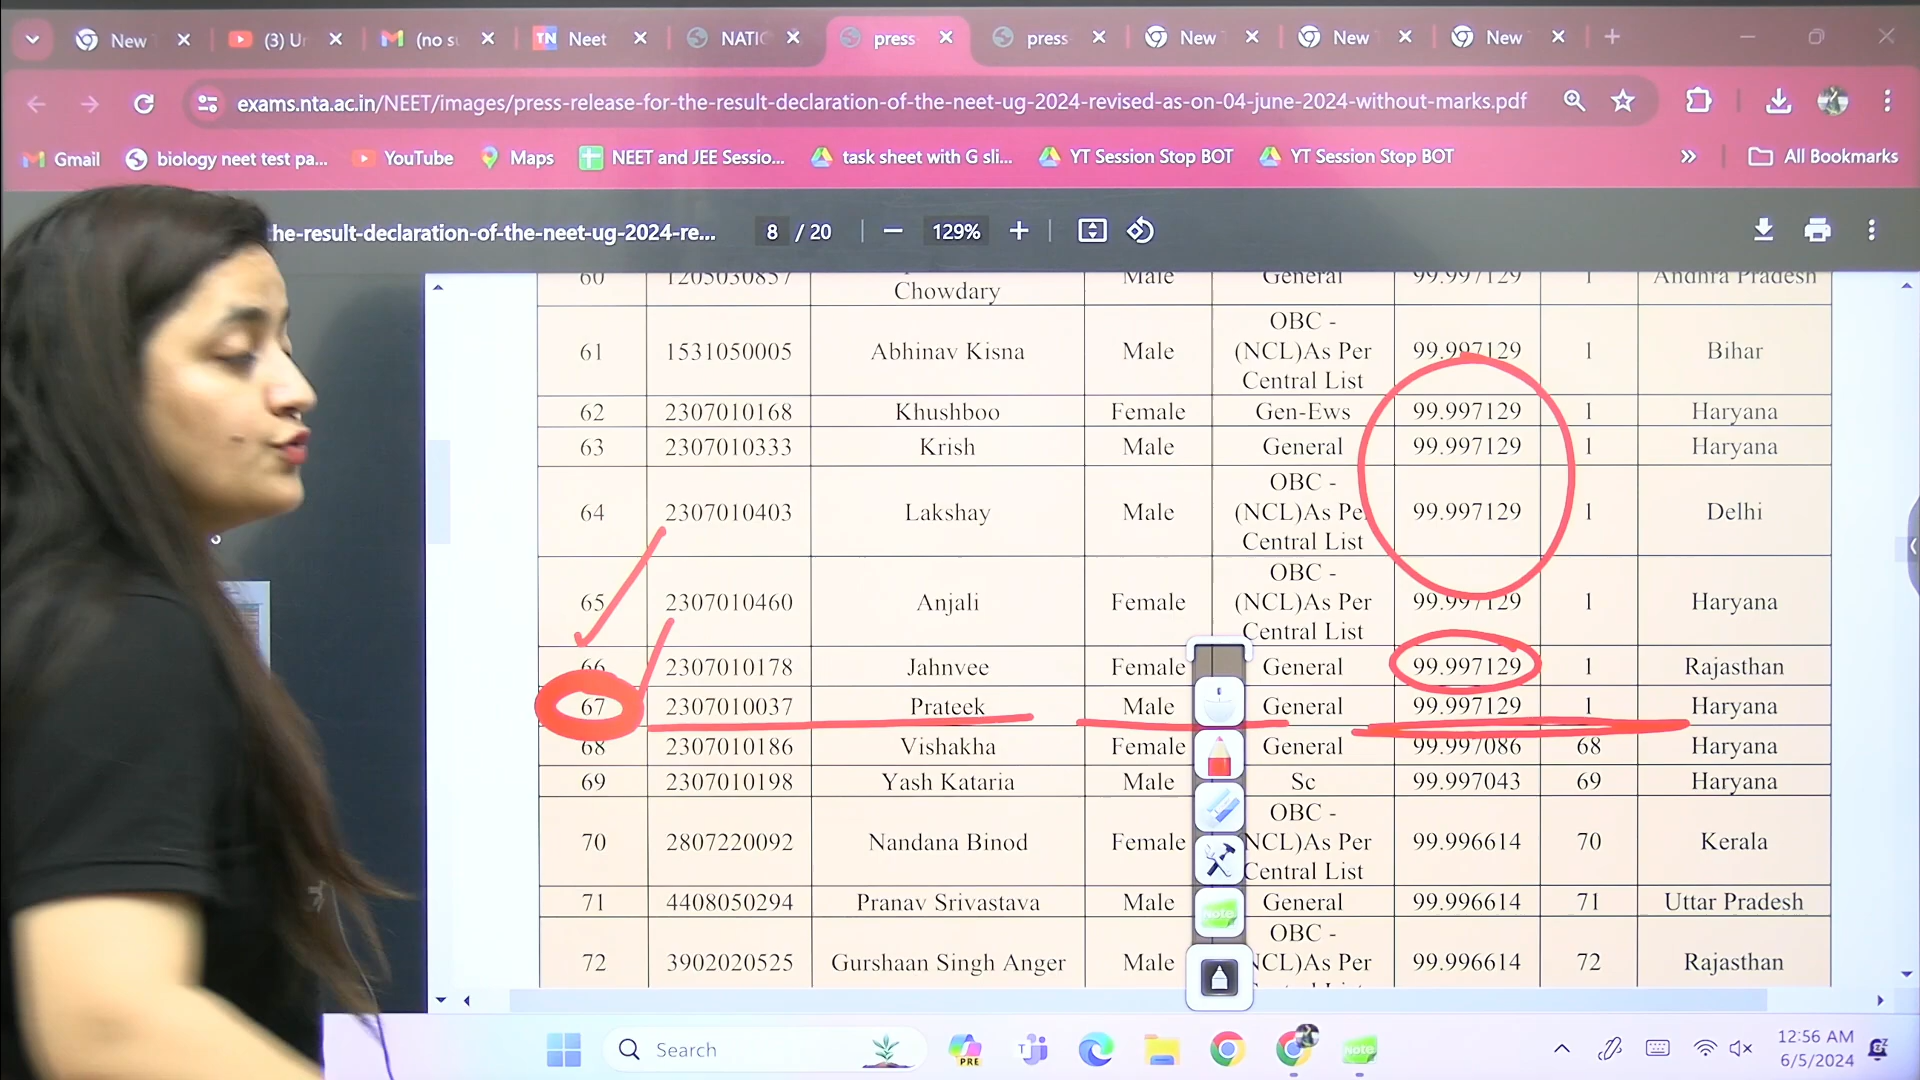 New
(3) Ur
(no su
TN Neet
NATIO
press
press
New
New
New
exams.nta.ac.in/NEET/images/press-release-for-the-result-declaration-of-the-neet-ug-2024-revised-as-on-04-june-2024-without-marks.pdf
Gmail
biology neet test pa...
YouTube
Maps
NEET and JEE Sessio...
task sheet with G sli...
YT Session Stop BOT
YT Session Stop BOT
All Bookmarks
the-result-declaration-of-the-neet-ug-2024-re... 8 / 20 129%
60 1205030857 Chowdary Male General 99.997129 1 Andhra Pradesh
61 1531050005 Abhinav Kisna Male OBC - (NCL)As Per Central List 99.997129 1 Bihar
62 2307010168 Khushboo Female Gen-Ews 99.997129 1 Haryana
63 2307010333 Krish Male General 99.997129 1 Haryana
64 2307010403 Lakshay Male OBC - (NCL)As Per Central List 99.997129 1 Delhi
65 2307010460 Anjali Female OBC - (NCL)As Per Central List 99.997129 1 Haryana
66 2307010178 Jahnvee Female General 99.997129 1 Rajasthan
67 2307010037 Prateek Male General 99.997129 1 Haryana
68 2307010186 Vishakha Female General 99.997086 68 Haryana
69 2307010198 Yash Kataria Male Sc 99.997043 69 Haryana
70 2807220092 Nandana Binod Female OBC - NCL)As Per Central List 99.996614 70 Kerala
71 4408050294 Pranav Srivastava Male General 99.996614 71 Uttar Pradesh
72 3902020525 Gurshaan Singh Anger Male OBC - NCL)As Per 99.996614 72 Rajasthan
Note
Search
PRE
Note
12:56 AM
6/5/2024